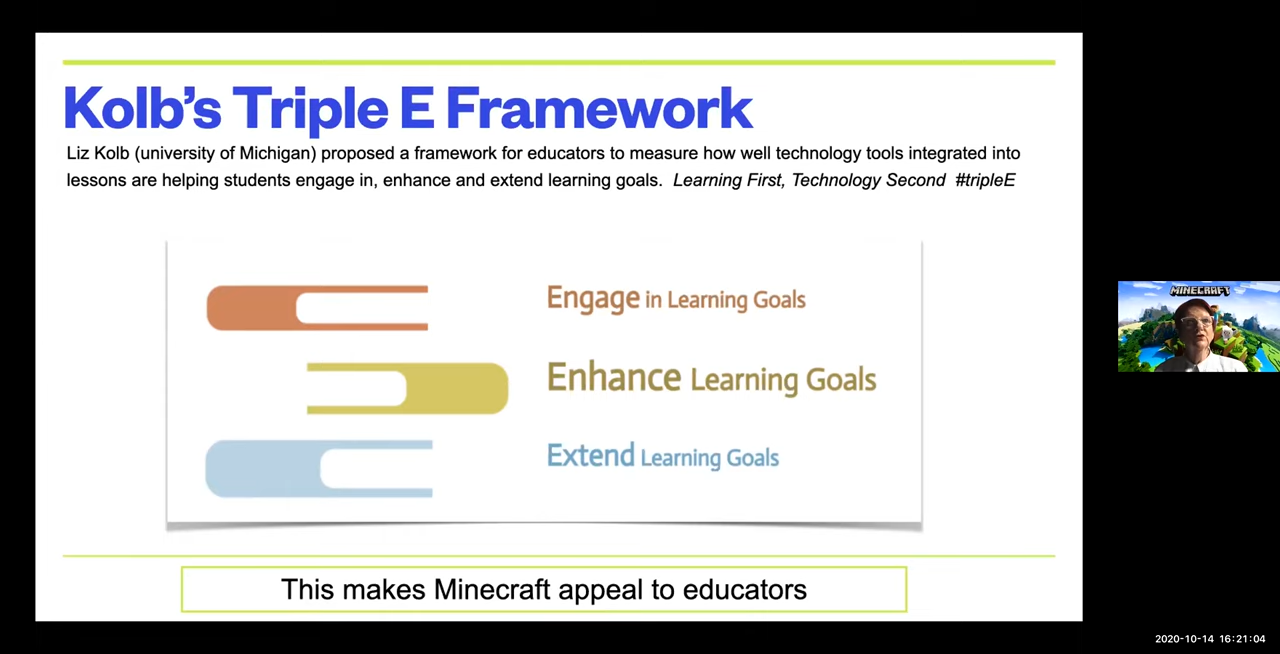 Kolb's Triple E Framework
Liz Kolb (university of Michigan) proposed a framework for educators to measure how well technology tools integrated into
lessons are helping students engage in, enhance and extend learning goals. Learning First, Technology Second #tripleE
Engage in Learning Goals
Enhance Learning Goals
Extend Learning Goals
This makes Minecraft appeal to educators
MINECRAFT
2020-10-14 16:21:04